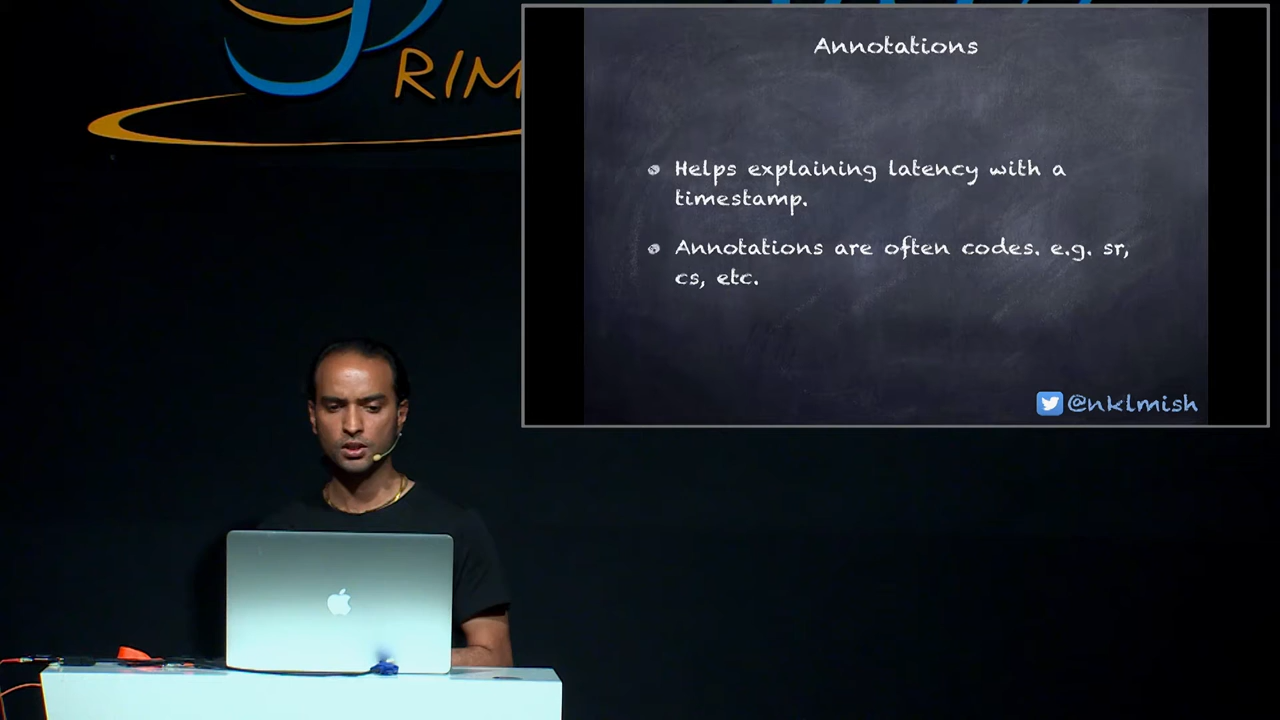 RIM
Annotations
Helps explaining latency with a
timestamp.
Annotations are often codes. e.g. sr,
cs, etc.
@nklmish